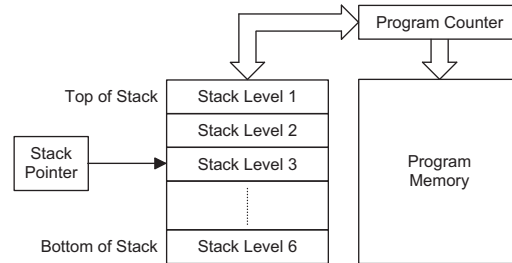 Program Counter
Top of Stack
Stack Level 1
Stack Level 2
Stack
Pointer
Stack Level 3
Program
Memory
Bottom of Stack
Stack Level 6